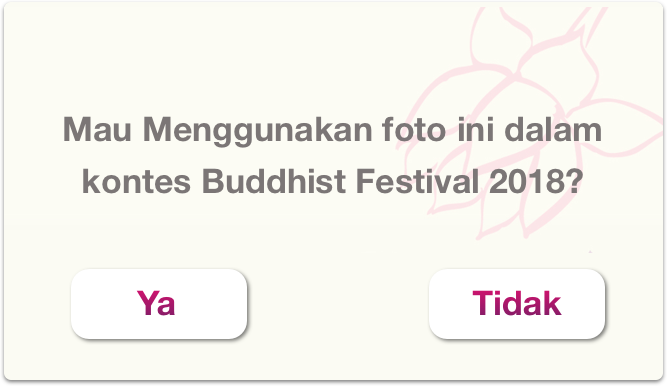 Mau Menggunakan foto ini dalam
kontes Buddhist Festival 2018?
Ya
Tidak